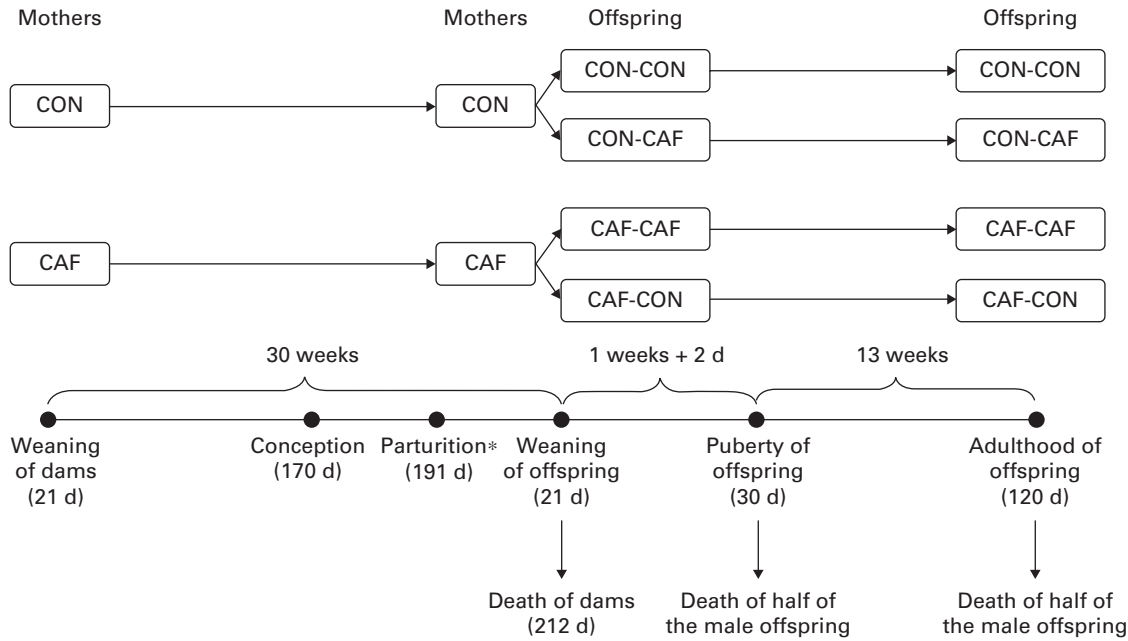 Mothers
Mothers
Offspring
Offspring
CON
CON
CON-CON
CON-CON
CON-CAF
CON-CAF
CAF
CAF
CAF-CAF
CAF-CAF
CAF-CON
CAF-CON
30 weeks
1 weeks + 2 d
13 weeks
Weaning
of dams
(21 d)
Conception
(170 d)
Parturition*
(191 d)
Weaning
of offspring
(21 d)
Puberty of
offspring
(30 d)
Adulthood of
offspring
(120 d)
Death of dams
(212 d)
Death of half of
the male offspring
Death of half of
the male offspring